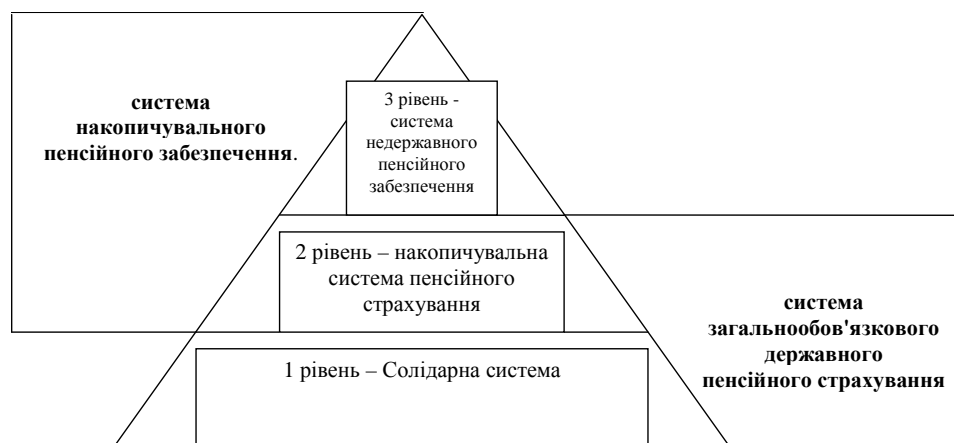 система
накопичувального
пенсійного забезпечення.
3 рівень -
система
недержавного
пенсійного
забезпечення
2 рівень – накопичувальна
система пенсійного
страхування
система
загальнообов'язкового
державного
пенсійного страхування
1 рівень – Солідарна система